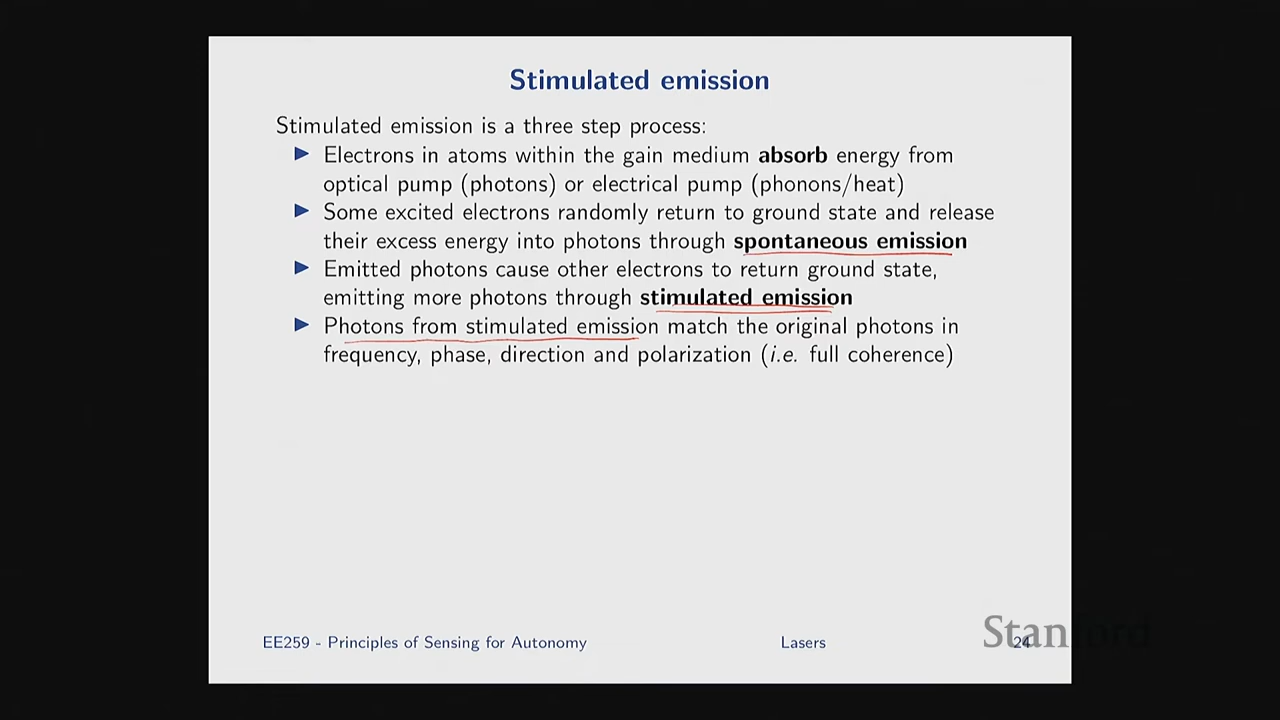 Stimulated emission
Stimulated emission is a three step process:
▶ Electrons in atoms within the gain medium absorb energy from
optical pump (photons) or electrical pump (phonons/heat)
▶ Some excited electrons randomly return to ground state and release
their excess energy into photons through spontaneous emission
▶ Emitted photons cause other electrons to return ground state,
emitting more photons through stimulated emission
▶ Photons from stimulated emission match the original photons in
frequency, phase, direction and polarization (i.e. full coherence)
EE259 - Principles of Sensing for Autonomy Lasers 24
Stanford